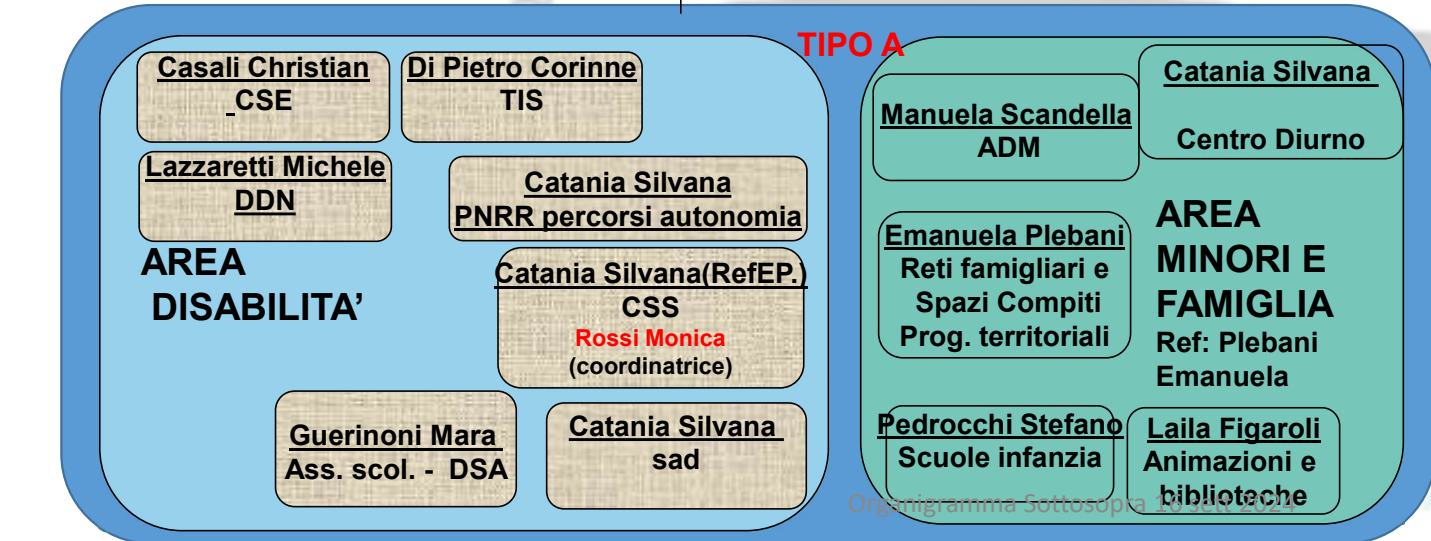 TIPO A
Casali Christian
CSE
Di Pietro Corinne
TIS
Lazzaretti Michele
DDN
Catania Silvana
PNRR percorsi autonomia
AREA
DISABILITA’
Catania Silvana(RefEP.)
CSS
Rossi Monica
(coordinatrice)
Guerinoni Mara
Ass. scol. - DSA
Catania Silvana
sad
Manuela Scandella
ADM
Catania Silvana
Centro Diurno
Emanuela Plebani
Reti famigliari e
Spazi Compiti
Prog. territoriali
AREA
MINORI E
FAMIGLIA
Ref: Plebani
Emanuela
Pedrocchi Stefano
Scuole infanzia
Laila Figaroli
Animazioni e
biblioteche
Organigramma Sottosopra 16 sett 2024